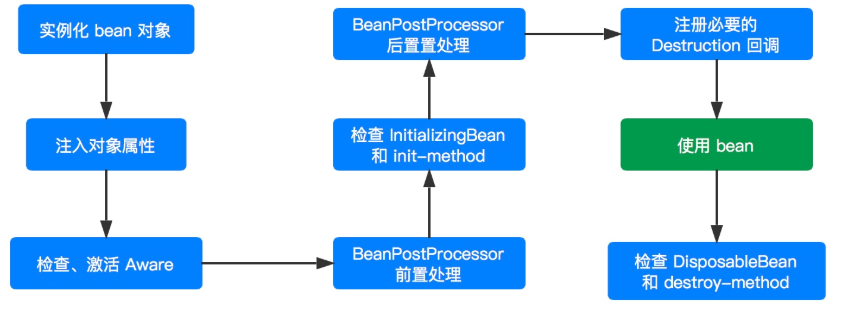 实例化 bean 对象
注入对象属性
检查、激活 Aware
BeanPostProcessor
前置处理
检查 InitializingBean
和 init-method
BeanPostProcessor
后置置处理
注册必要的
Destruction 回调
使用 bean
检查 DisposableBean
和 destroy-method